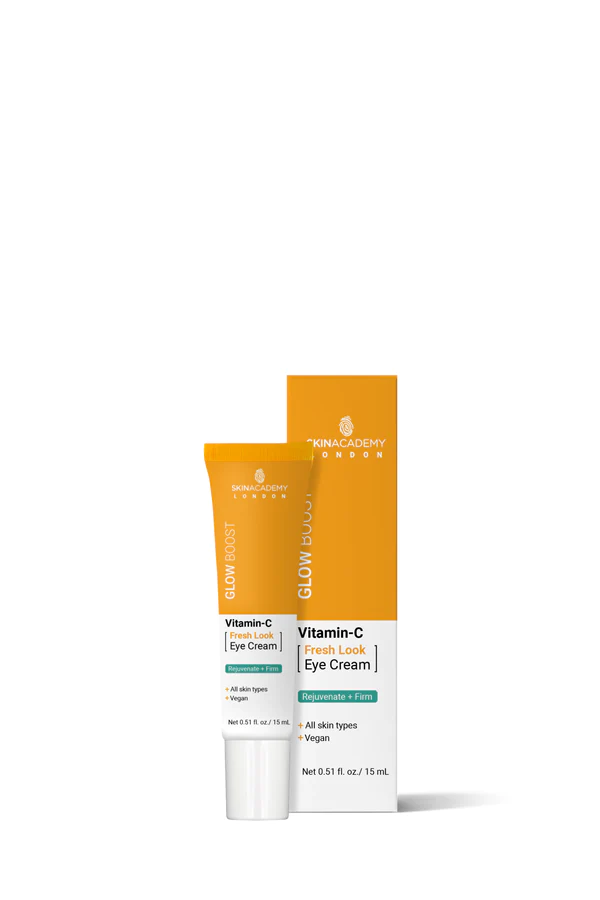 SKINACADEMY
LONDON
GLOW BOOST
Vitamin-C
[ Fresh Look
Eye Cream ]
Rejuvenate + Firm
+ All skin types
+ Vegan
Net 0.51 fl. oz./ 15 mL
SKINACADEMY
LONDON
GLOW BOOST
Vitamin-C
[ Fresh Look
Eye Cream ]
Rejuvenate + Firm
+ All skin types
+ Vegan
Net 0.51 fl. oz./ 15 mL